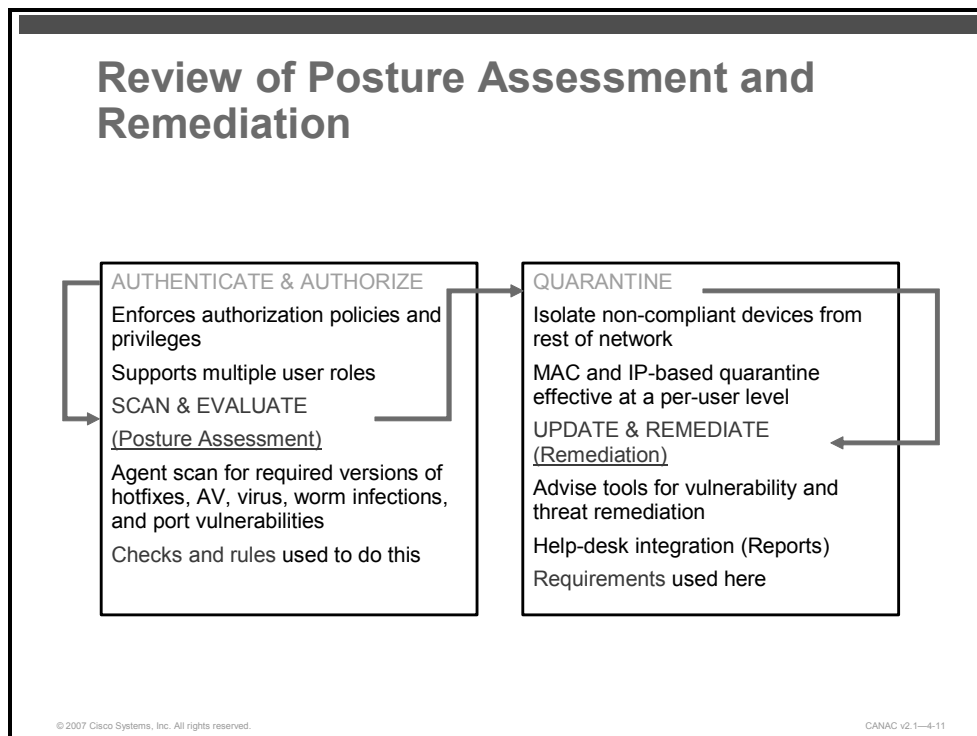 Review of Posture Assessment and
Remediation
AUTHENTICATE & AUTHORIZE
Enforces authorization policies and
privileges
Supports multiple user roles
SCAN & EVALUATE
(Posture Assessment)
Agent scan for required versions of
hotfixes, AV, virus, worm infections,
and port vulnerabilities
Checks and rules used to do this
QUARANTINE
Isolate non-compliant devices from
rest of network
MAC and IP-based quarantine
effective at a per-user level
UPDATE & REMEDIATE
(Remediation)
Advise tools for vulnerability and
threat remediation
Help-desk integration (Reports)
Requirements used here
© 2007 Cisco Systems, Inc. All rights reserved.
CANAC v2.1—4-11